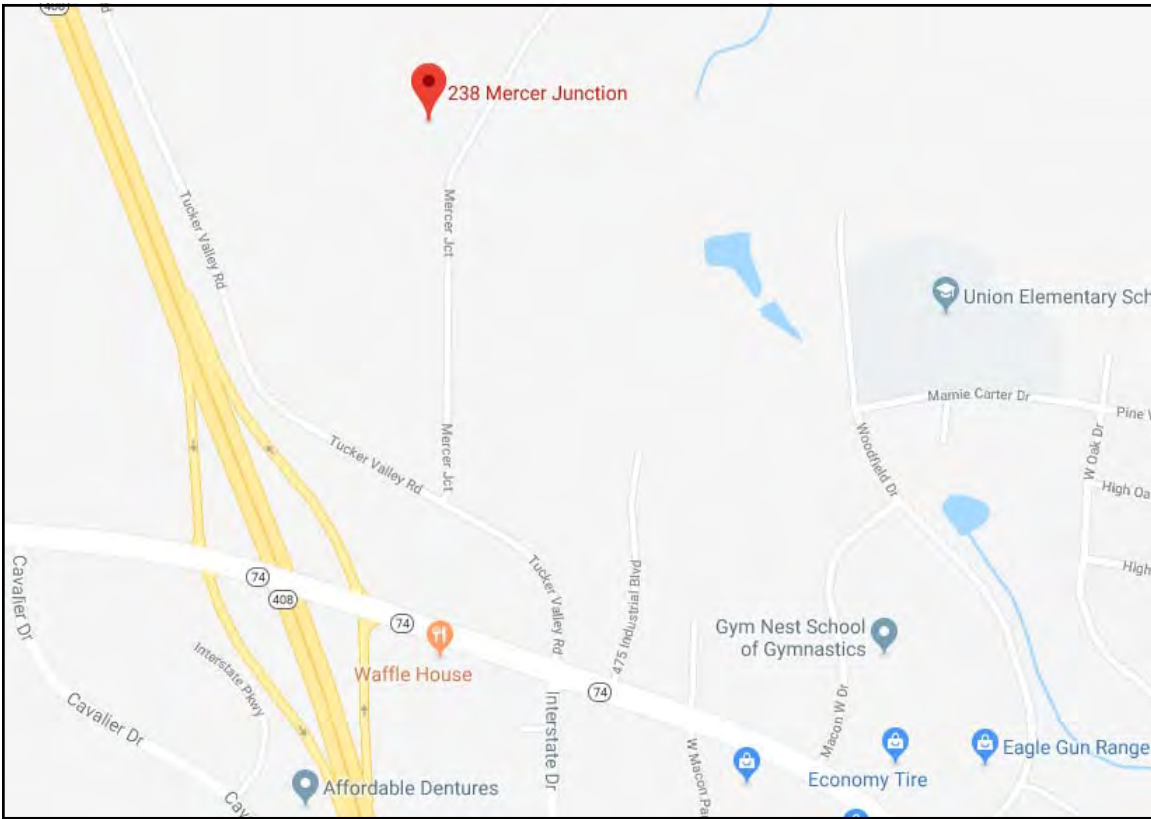 408
238 Mercer Junction
Tucker Valley Rd
Mercer Jct
Union Elementary Sch
Mamie Carter Dr
Pine
W Oak Dr
Woodfield Dr
High Oa
Mercer Jct
Tucker Valley Rd
High
Cavalier Dr
74
408
74
Tucker Valley Rd
475 Industrial Blvd
Gym Nest School
of Gymnastics
Waffle House
Interstate Pkwy
74
Interstate Dr
Macon W Dr
Cavalier Dr
W Macon Pa
Eagle Gun Range
Economy Tire
Affordable Dentures
Cav